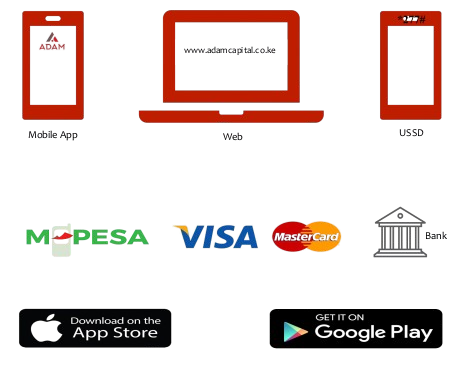 ADAM
www.adamcapital.co.ke
Mobile App
Web
USSD
M PESA
VISA
MasterCard
Bank
Download on the
App Store
GET IT ON
Google Play